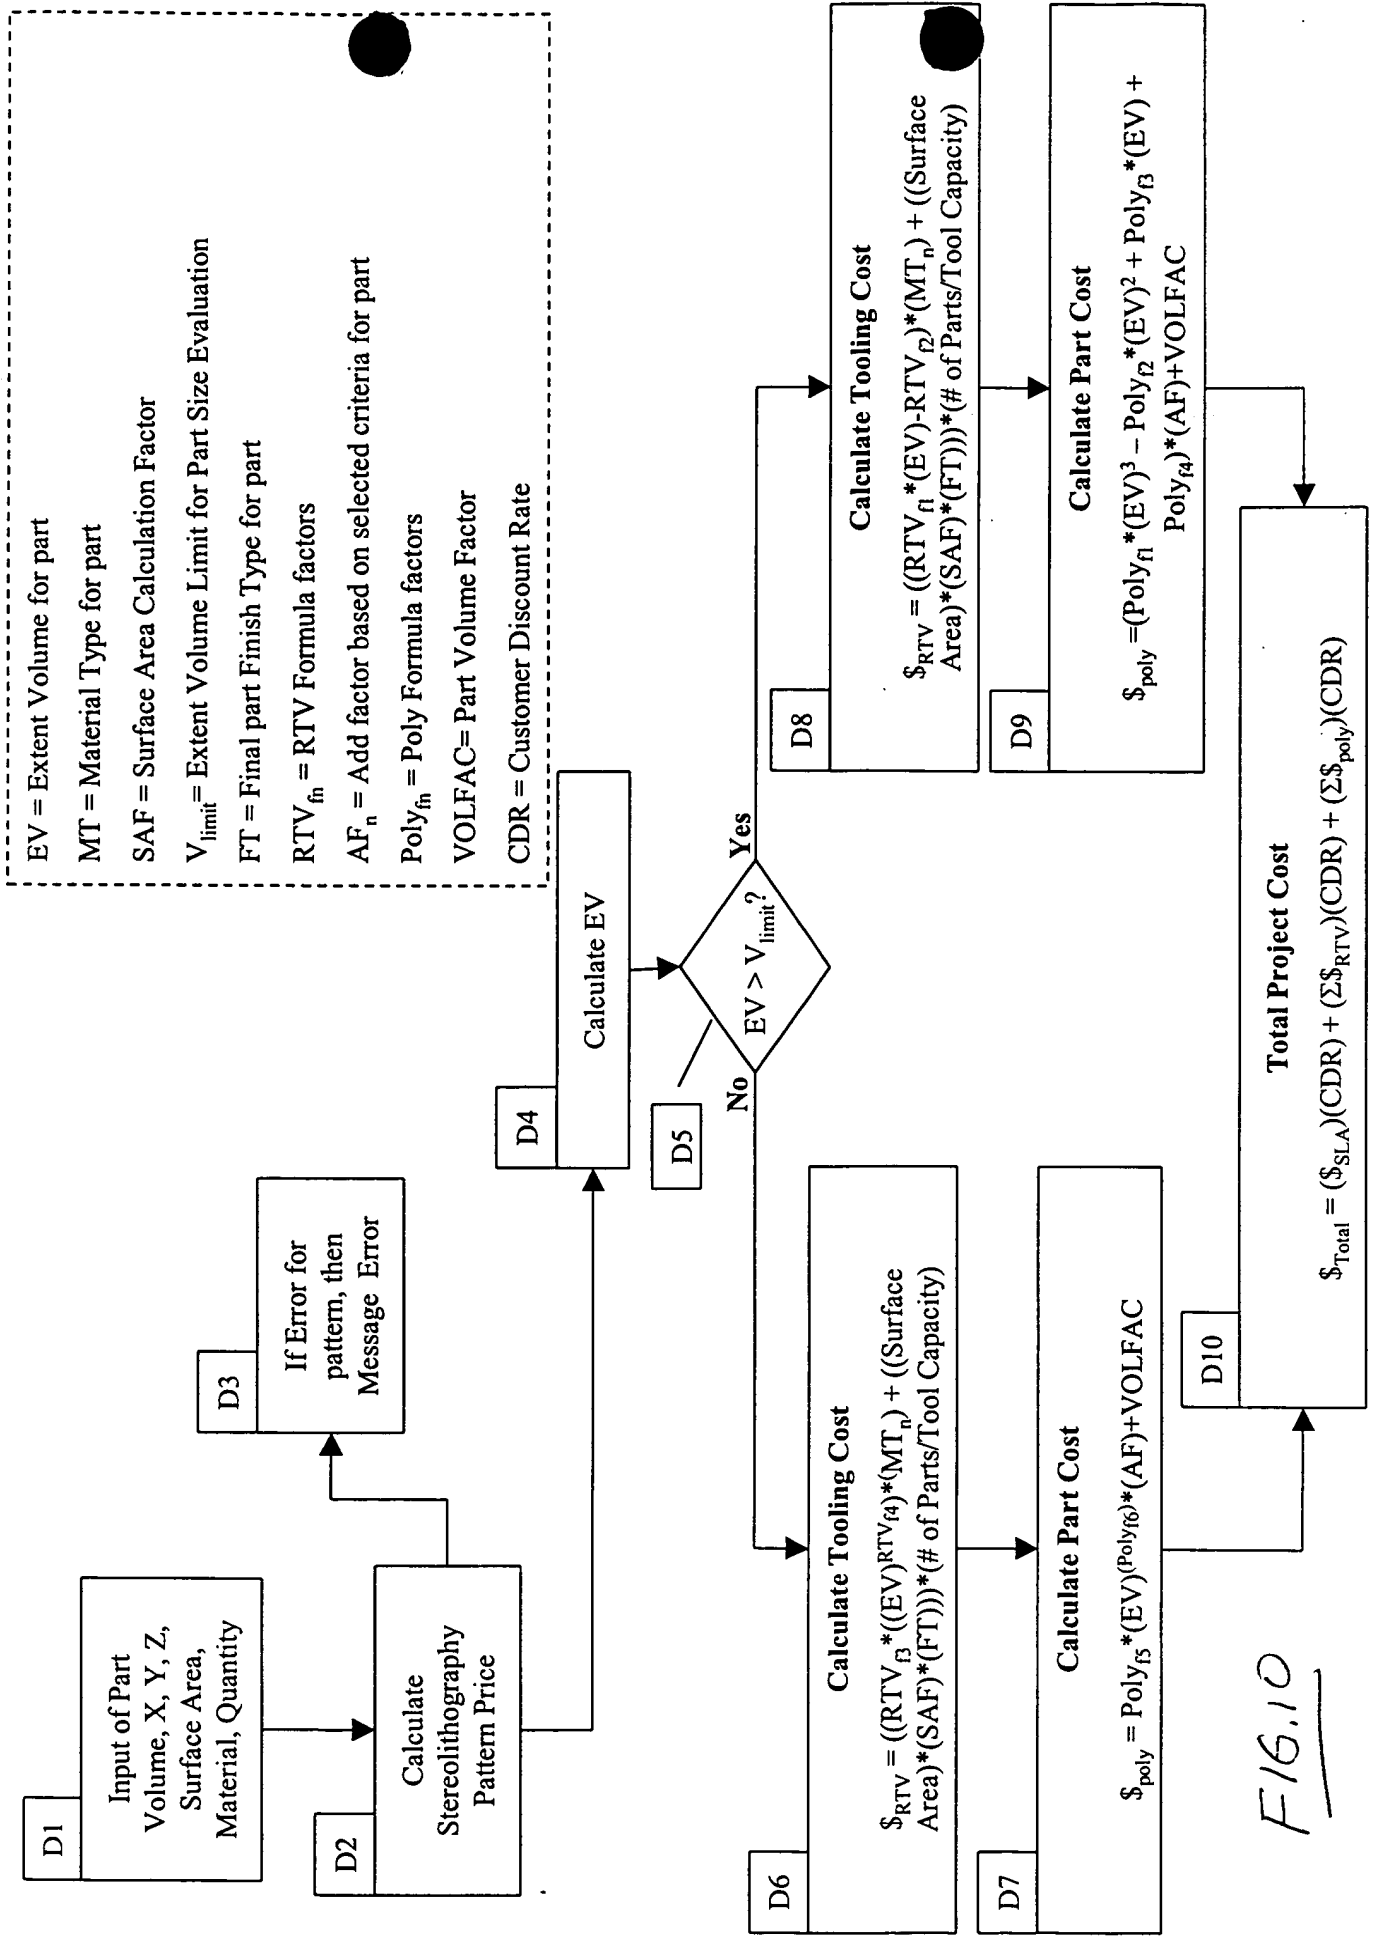 EV = Extent Volume for part
MT = Material Type for part
SAF = Surface Area Calculation Factor
V_limit = Extent Volume Limit for Part Size Evaluation
FT = Final part Finish Type for part
RTV_fn = RTV Formula factors
AF_n = Add factor based on selected criteria for part
Poly_fn = Poly Formula factors
VOLFAC= Part Volume Factor
CDR = Customer Discount Rate
D1
Input of Part
Volume, X, Y, Z,
Surface Area,
Material, Quantity
D2
Calculate
Stereolithography
Pattern Price
D3
If Error for
pattern, then
Message Error
D4
Calculate EV
D5
EV > V_limit?
No
Yes
D6
Calculate Tooling Cost
$_RTV = ((RTV_f3*((EV)^RTV_f4)*(MT_n) + ((Surface
Area)*(SAF)*(FT)))*(# of Parts/Tool Capacity)
D7
Calculate Part Cost
$_poly = Poly_f5*(EV)^(Poly_f6)*(AF)+VOLFAC
D8
Calculate Tooling Cost
$_RTV = ((RTV_f1*(EV)-RTV_f2)*(MT_n) + ((Surface
Area)*(SAF)*(FT)))*(# of Parts/Tool Capacity)
D9
Calculate Part Cost
$_poly =(Poly_f1*(EV)^3 – Poly_f2*(EV)^2 + Poly_f3*(EV) +
Poly_f4)*(AF)+VOLFAC
D10
Total Project Cost
$_Total = ($_SLA)(CDR) + (Σ$_RTV)(CDR) + (Σ$_poly)(CDR)
FIG.10